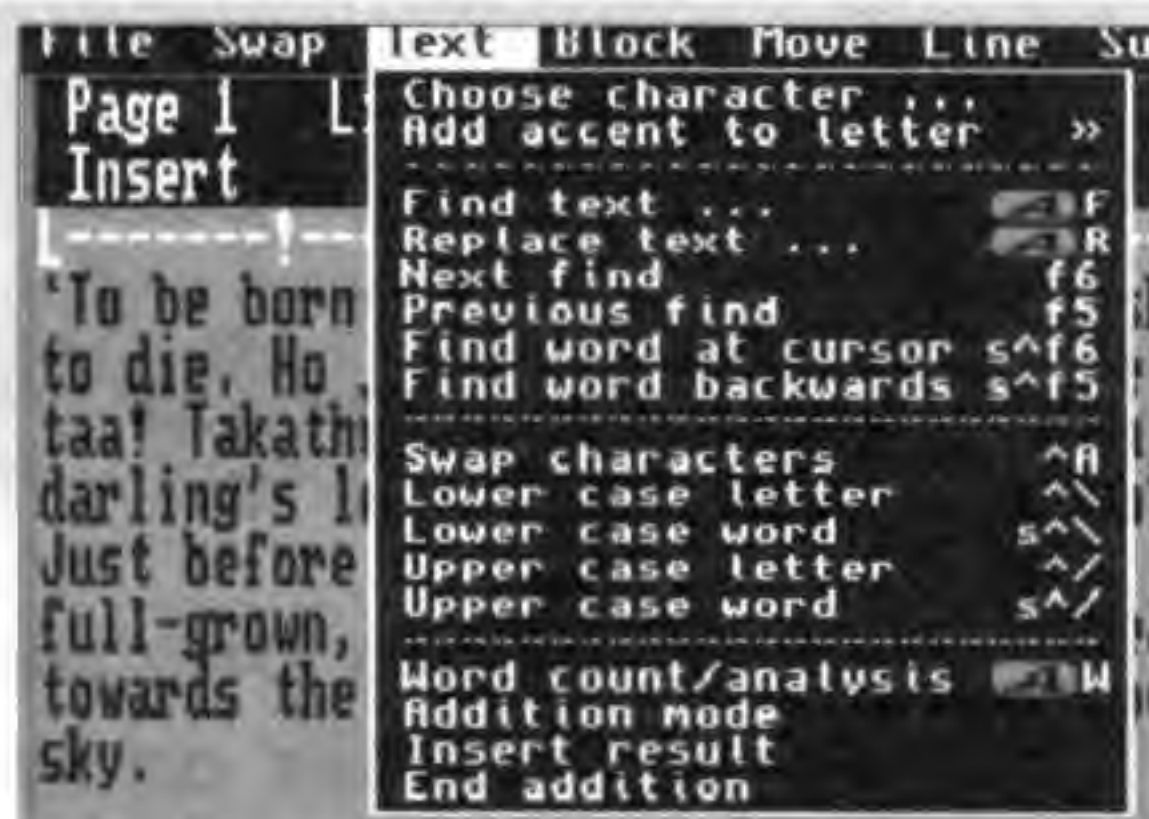 File Swap Text Block Move Line Su
Page 1
Insert
Choose character ...
Add accent to letter »
Find text ... A F
Replace text ... A R
Next find f6
Previous find f5
Find word at cursor s^f6
Find word backwards s^f5
Swap characters ^A
Lower case letter ^\
Lower case word s^\
Upper case letter ^/
Upper case word s^/
Word count/analysis A W
Addition mode
Insert result
End addition
'To be born
to die. Ho
taa!
darling's
Just before
full-grown,
towards the
sky.